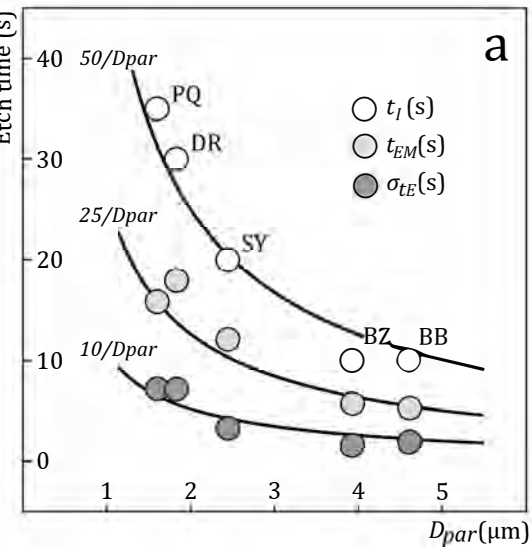 a
Etch time (s)
40
30
20
10
0
50/Dpar
25/Dpar
10/Dpar
PQ
DR
SY
BZ
BB
t_I (s)
t_EM(s)
σ_tE(s)
1 2 3 4 5
D_par(μm)